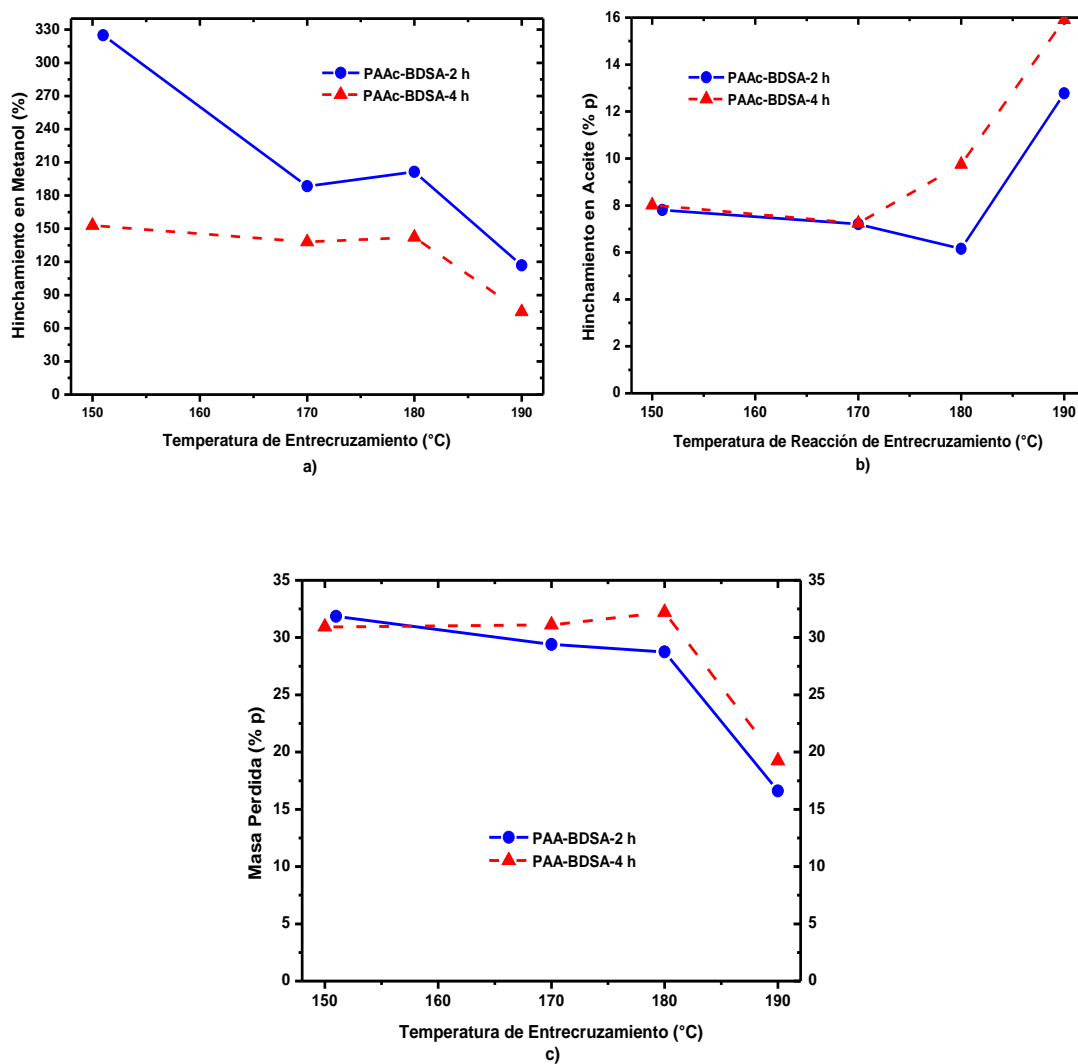 330
300
270
240
210
180
150
120
90
60
30
0
Hinchamiento en Metanol (%)
PAAc-BDSA-2 h
PAAc-BDSA-4 h
150 160 170 180 190
Temperatura de Entrecruzamiento (°C)
a)
16
14
12
10
8
6
4
2
0
Hinchamiento en Aceite (% p)
PAAc-BDSA-2 h
PAAc-BDSA-4 h
150 160 170 180 190
Temperatura de Reacción de Entrecruzamiento (°C)
b)
35
30
25
20
15
10
5
0
Masa Perdida (% p)
PAA-BDSA-2 h
PAA-BDSA-4 h
35
30
25
20
15
10
5
0
150 160 170 180 190
Temperatura de Entrecruzamiento (°C)
c)